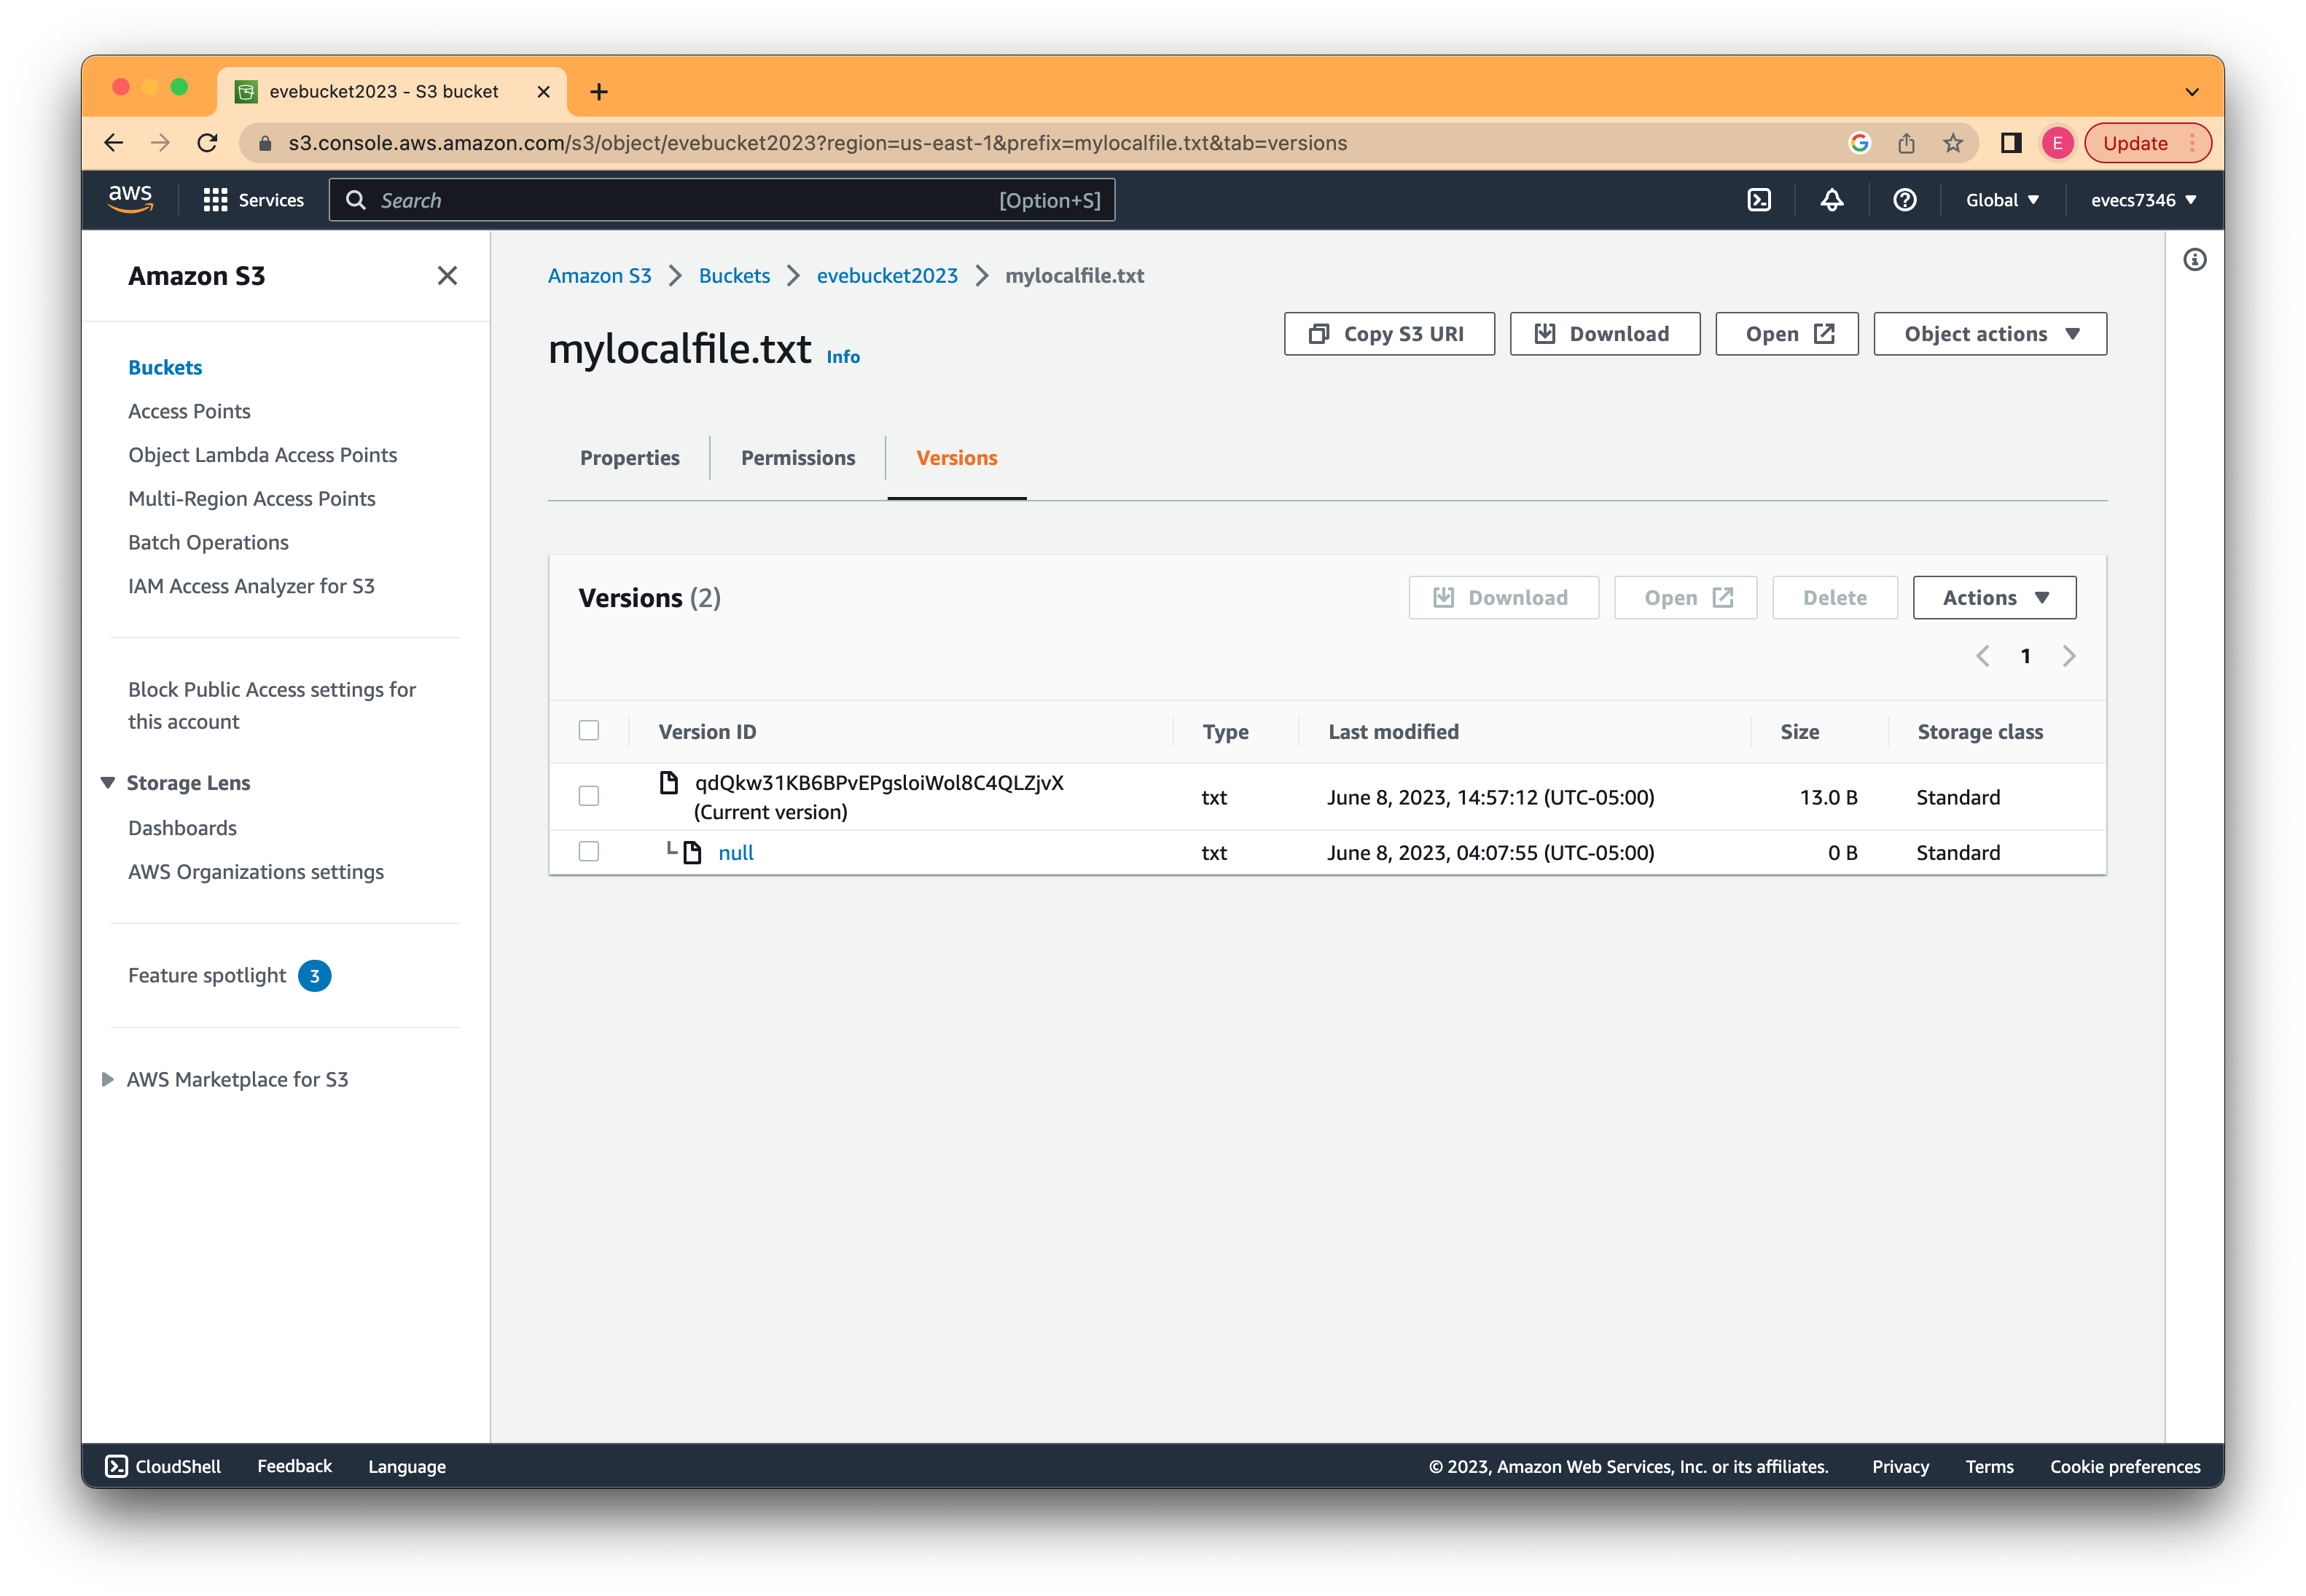 evebucket2023 - S3 bucket
s3.console.aws.amazon.com/s3/object/evebucket2023?region=us-east-1&prefix=mylocalfile.txt&tab=versions
E
Update
aws
Services
Search
[Option+S]
Global
evecs7346
Amazon S3
Buckets
Access Points
Object Lambda Access Points
Multi-Region Access Points
Batch Operations
IAM Access Analyzer for S3
Block Public Access settings for
this account
Storage Lens
Dashboards
AWS Organizations settings
Feature spotlight 3
AWS Marketplace for S3
Amazon S3 > Buckets > evebucket2023 > mylocalfile.txt
mylocalfile.txt Info
Copy S3 URI
Download
Open
Object actions
Properties
Permissions
Versions
Versions (2)
Download
Open
Delete
Actions
1
Version ID Type Last modified Size Storage class
qdQkw31KB6BPvEPgsloiWol8C4QLZjvX
(Current version)
txt June 8, 2023, 14:57:12 (UTC-05:00) 13.0 B Standard
null txt June 8, 2023, 04:07:55 (UTC-05:00) 0 B Standard
CloudShell Feedback Language
© 2023, Amazon Web Services, Inc. or its affiliates. Privacy Terms Cookie preferences